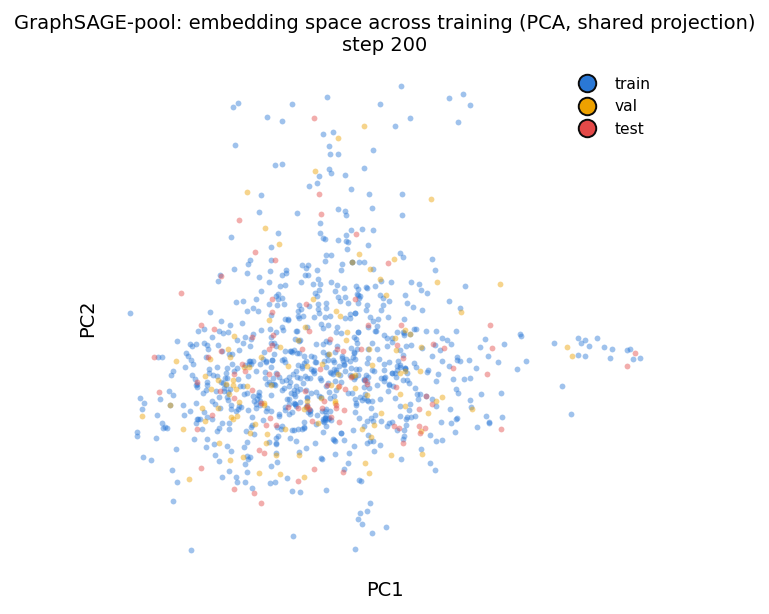 GraphSAGE-pool: embedding space across training (PCA, shared projection)
step 200
train
val
test
PC2
PC1